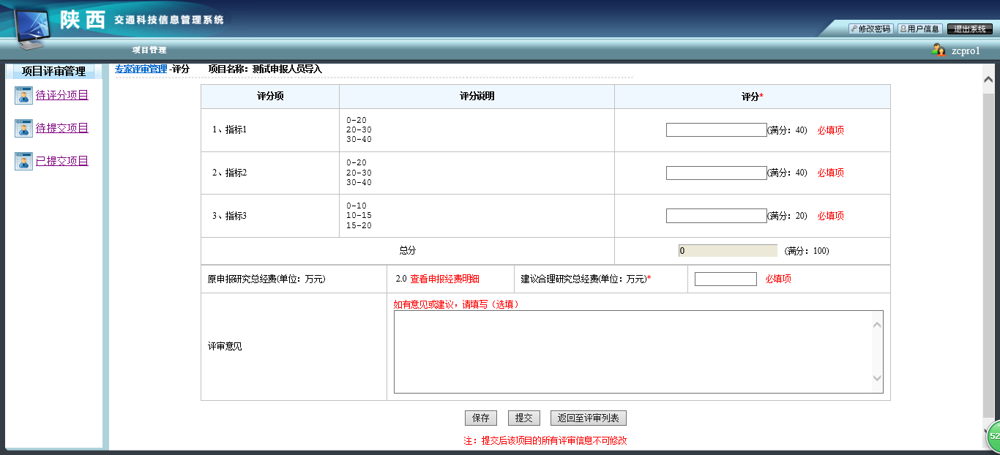 陕西 交通科技信息管理系统
修改密码 用户信息 退出系统
项目管理
zcpro1
项目评审管理
待评分项目
待提交项目
已提交项目
专家评审管理-评分 项目名称：测试申报人员导入
评分项 评分说明 评分*
1、指标1
0-20
20-30
30-40
(满分：40) 必填项
2、指标2
0-20
20-30
30-40
(满分：40) 必填项
3、指标3
0-10
10-15
15-20
(满分：20) 必填项
总分 0 (满分：100)
原申报研究总经费(单位：万元) 2.0 查看申报经费明细 建议合理研究总经费(单位：万元)* 必填项
评审意见
如有意见或建议，请填写（选填）
保存 提交 返回至评审列表
注：提交后该项目的所有评审信息不可修改
52